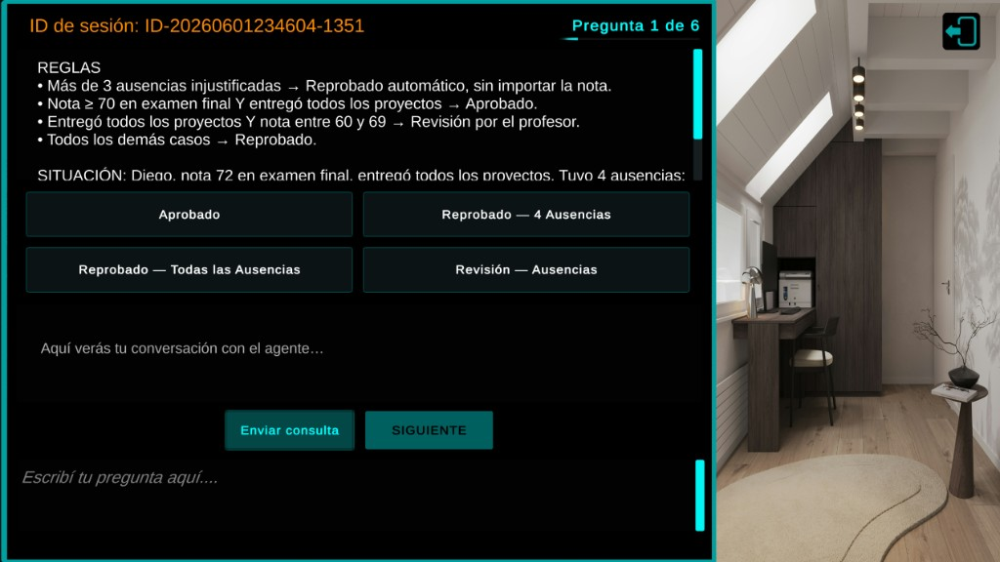 ID de sesión: ID-20260601234604-1351
Pregunta 1 de 6
REGLAS
• Más de 3 ausencias injustificadas → Reprobado automático, sin importar la nota.
• Nota ≥ 70 en examen final Y entregó todos los proyectos → Aprobado.
• Entregó todos los proyectos Y nota entre 60 y 69 → Revisión por el profesor.
• Todos los demás casos → Reprobado.
SITUACIÓN: Diego, nota 72 en examen final, entregó todos los proyectos. Tuvo 4 ausencias:
Aprobado
Reprobado — 4 Ausencias
Reprobado — Todas las Ausencias
Revisión — Ausencias
Aquí verás tu conversación con el agente...
Enviar consulta
SIGUIENTE
Escribí tu pregunta aquí....